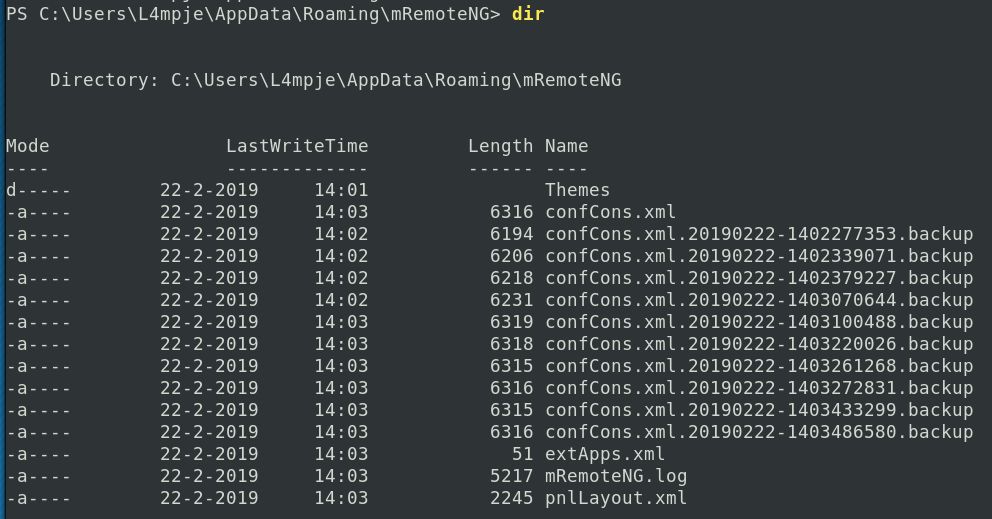 PS C:\Users\L4mpje\AppData\Roaming\mRemoteNG> dir
Directory: C:\Users\L4mpje\AppData\Roaming\mRemoteNG
Mode LastWriteTime Length Name
---- ------------- ------ ----
d----- 22-2-2019 14:01 Themes
-a---- 22-2-2019 14:03 6316 confCons.xml
-a---- 22-2-2019 14:02 6194 confCons.xml.20190222-1402277353.backup
-a---- 22-2-2019 14:02 6206 confCons.xml.20190222-1402339071.backup
-a---- 22-2-2019 14:02 6218 confCons.xml.20190222-1402379227.backup
-a---- 22-2-2019 14:02 6231 confCons.xml.20190222-1403070644.backup
-a---- 22-2-2019 14:03 6319 confCons.xml.20190222-1403100488.backup
-a---- 22-2-2019 14:03 6318 confCons.xml.20190222-1403220026.backup
-a---- 22-2-2019 14:03 6315 confCons.xml.20190222-1403261268.backup
-a---- 22-2-2019 14:03 6316 confCons.xml.20190222-1403272831.backup
-a---- 22-2-2019 14:03 6315 confCons.xml.20190222-1403433299.backup
-a---- 22-2-2019 14:03 6316 confCons.xml.20190222-1403486580.backup
-a---- 22-2-2019 14:03 51 extApps.xml
-a---- 22-2-2019 14:03 5217 mRemoteNG.log
-a---- 22-2-2019 14:03 2245 pnlLayout.xml